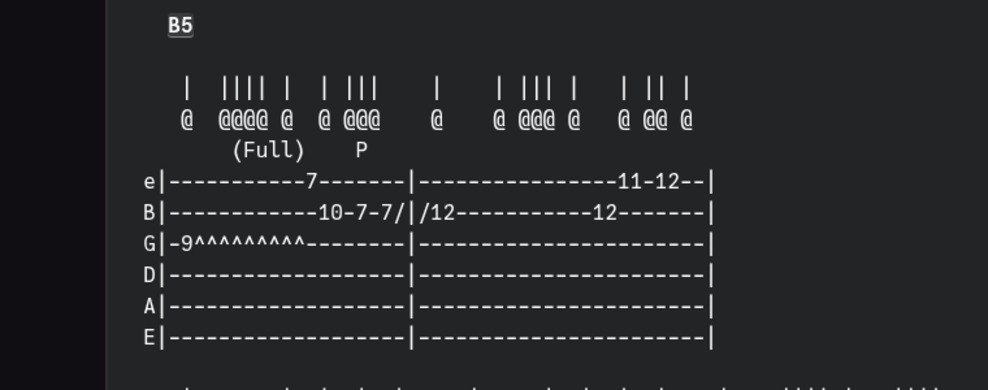 B5
|  |||| |  | |||    |    | ||| |   | || |
@  @@@@ @  @ @@@    @    @ @@@ @   @ @@ @
(Full)    P
e|-----------7-------|----------------11-12--|
B|------------10-7-7/|/12-----------12-------|
G|-9^^^^^^^^^--------|-----------------------|
D|-------------------|-----------------------|
A|-------------------|-----------------------|
E|-------------------|-----------------------|